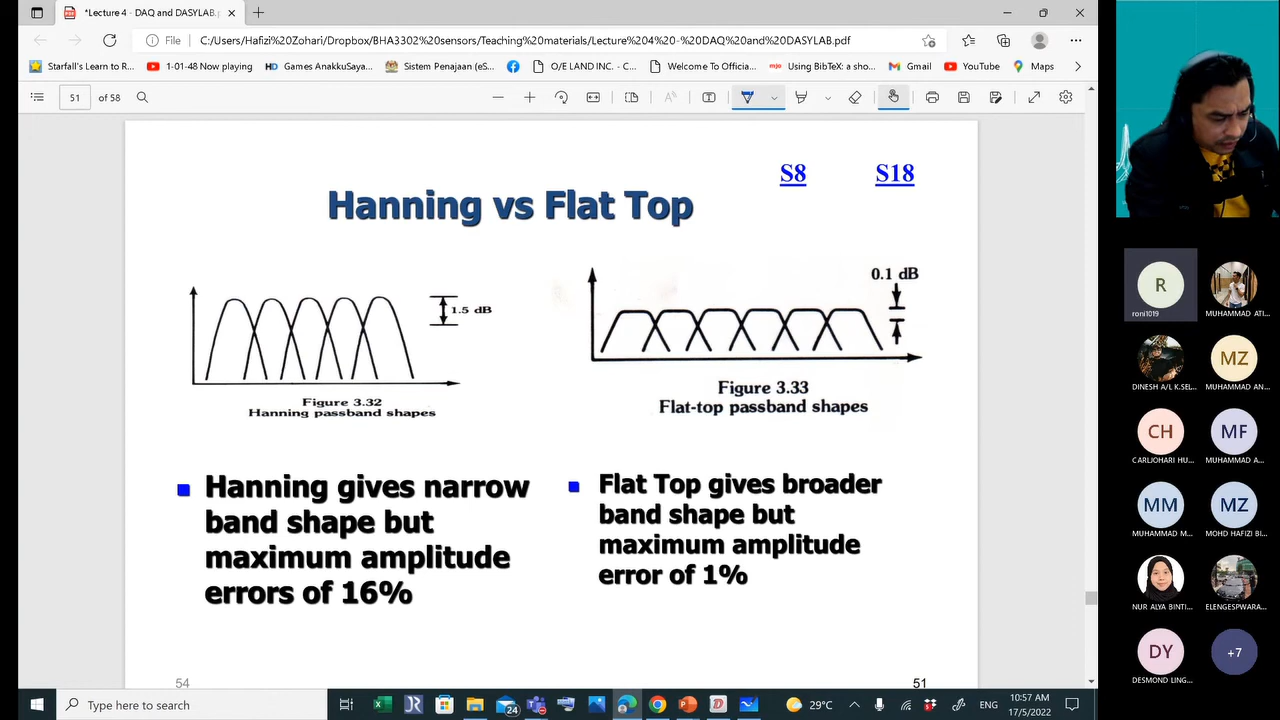 *Lecture 4 - DAQ and DASYLAB.p
File
C:/Users/Hafizi%20Zohari/Dropbox/BHA3302%20sensors/Teaching%20materials/Lecture%204%20-%20DAQ%20and%20DASYLAB.pdf
Starfall's Learn to R...
1-01-48 Now playing
HD Games AnakkuSaya...
Sistem Penajaan (eS...
O/E LAND INC. - C...
Welcome To Officia...
mjo Using BibTeX: a sho...
Gmail
YouTube
Maps
51 of 58
S8 S18
Hanning vs Flat Top
1.5 dB
Figure 3.32
Hanning passband shapes
0.1 dB
Figure 3.33
Flat-top passband shapes
Hanning gives narrow
band shape but
maximum amplitude
errors of 16%
Flat Top gives broader
band shape but
maximum amplitude
error of 1%
54
51
R
roni1019
MUHAMMAD ATI...
DINESH A/L K.SEL...
MZ
MUHAMMAD AN...
CH
CARLJOHARI HU...
MF
MUHAMMAD A...
MM
MUHAMMAD M...
MZ
MOHD HAFIZI BI...
NUR ALYA BINTI...
ELENGESPWARA...
DY
DESMOND LING...
+7
Type here to search
24
29°C
ENG
10:57 AM
17/5/2022